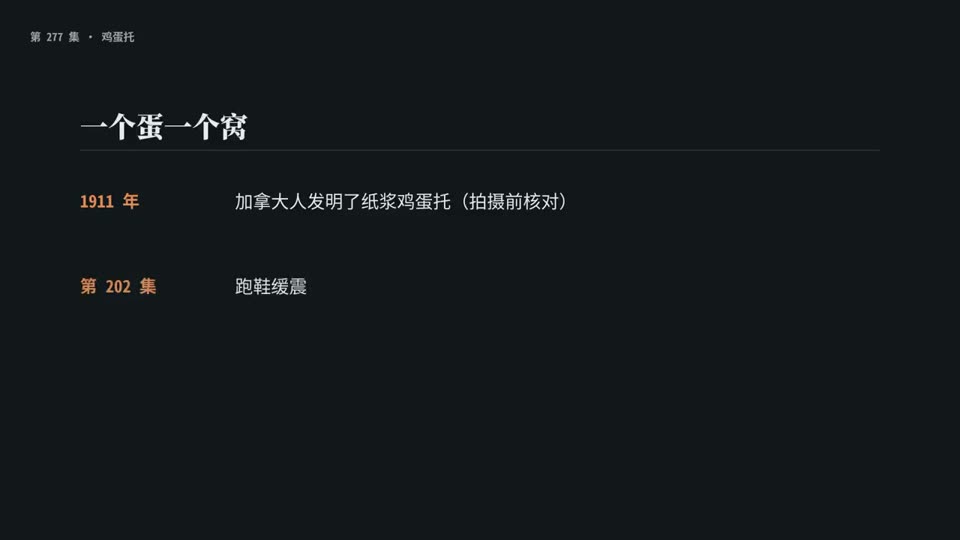 第 277 集 · 鸡蛋托
一个蛋一个窝
1911 年 加拿大人发明了纸浆鸡蛋托（拍摄前核对）
第 202 集 跑鞋缓震